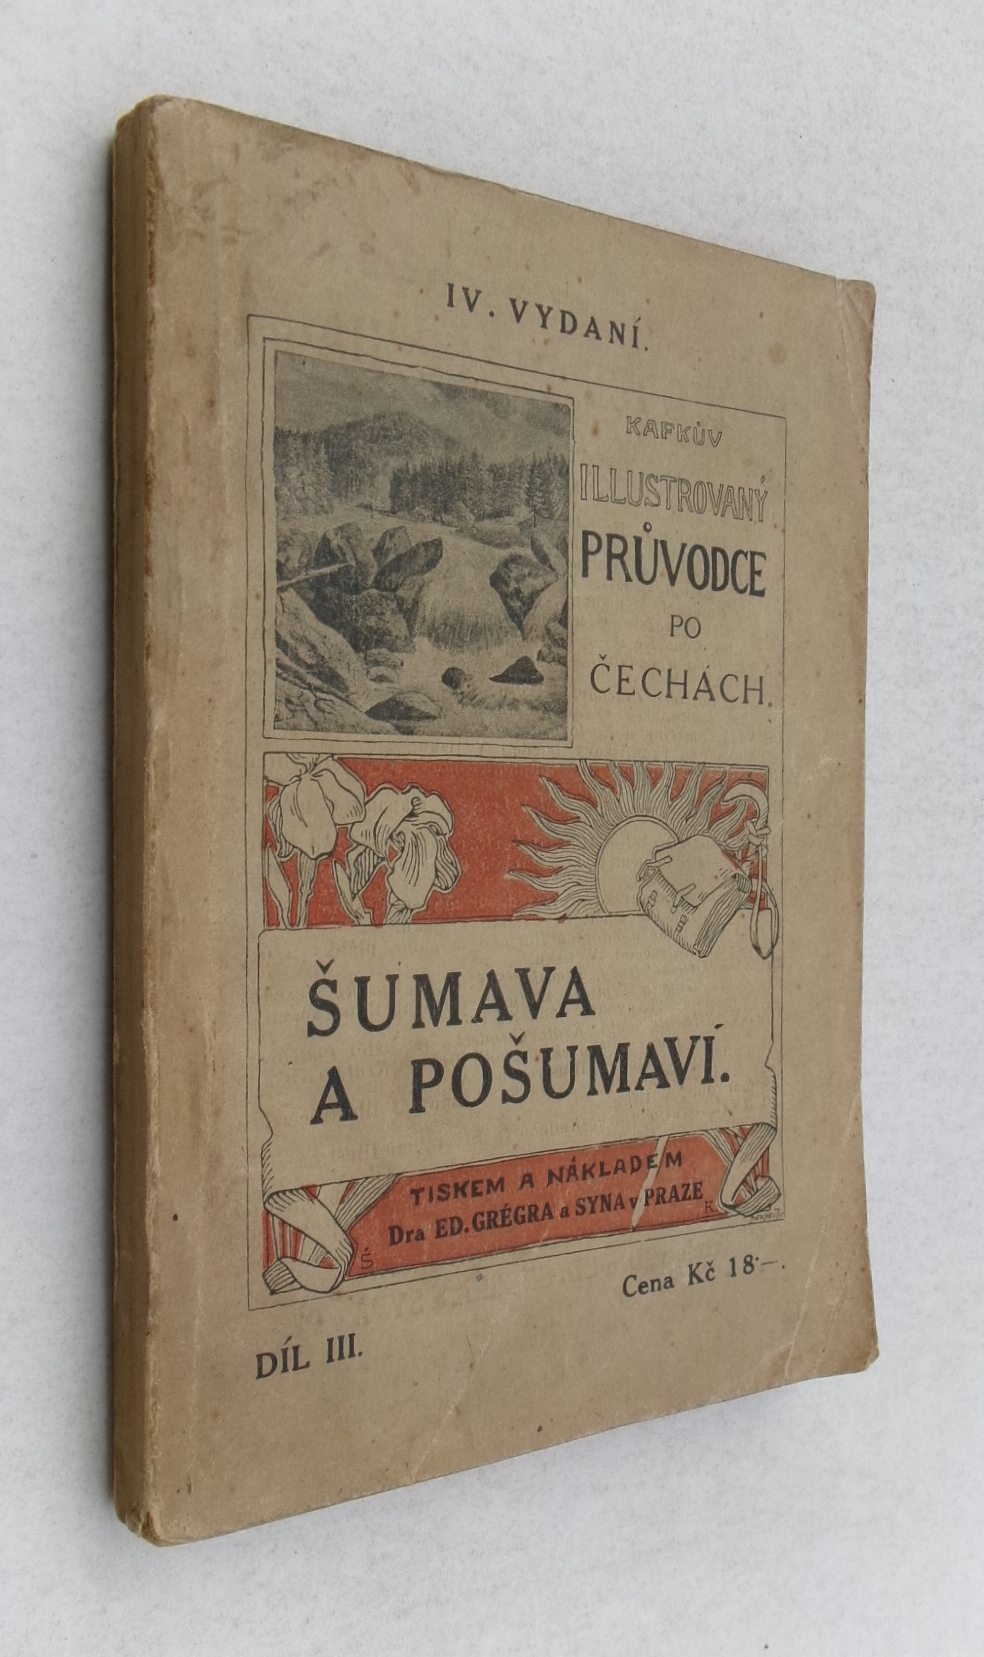 IV. VYDANÍ.
KAFKŮV
ILLUSTROVANÝ
PRŮVODCE
PO
ČECHÁCH.
ŠUMAVA
A POŠUMAVÍ.
TISKEM A NÁKLADEM
Dra ED. GRÉGRA a SYNA v PRAZE
Š K
Cena Kč 18·—.
DÍL III.